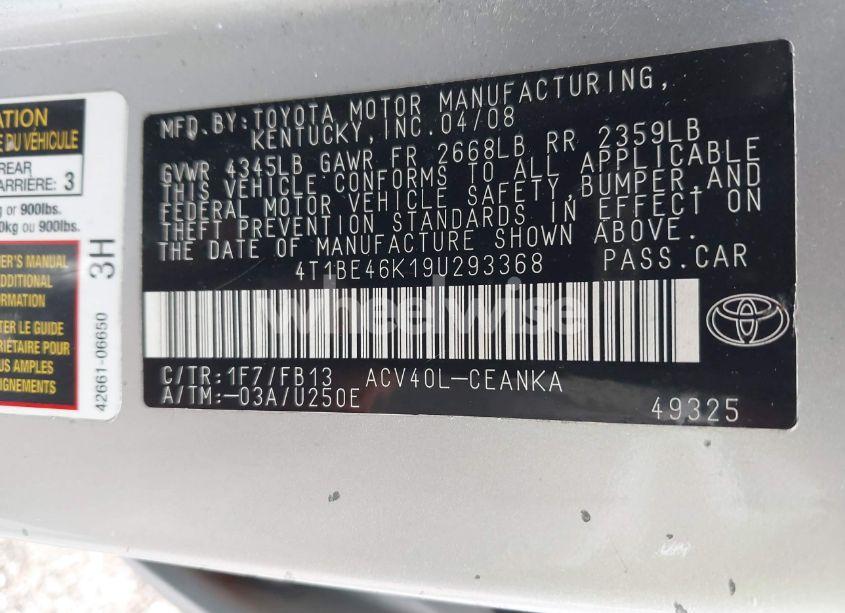 ATION
E DU VÉHICULE
REAR
ARRIÈRE: 3
g or 900lbs.
0kg ou 900lbs.
ER'S MANUAL
ADDITIONAL
FORMATION
TER LE GUIDE
RIÉTAIRE POUR
US AMPLES
EIGNEMENTS
3H
42661-06650
MFD.BY:TOYOTA MOTOR MANUFACTURING,
KENTUCKY,INC.04/08
GVWR 4345LB GAWR FR 2668LB RR 2359LB
THIS VEHICLE CONFORMS TO ALL APPLICABLE
FEDERAL MOTOR VEHICLE SAFETY,BUMPER,AND
THEFT PREVENTION STANDARDS IN EFFECT ON
THE DATE OF MANUFACTURE SHOWN ABOVE.
4T1BE46K19U293368 PASS.CAR
wheelwise
C/TR:1F7/FB13 ACV40L-CEANKA
A/TM:-03A/U250E
49325